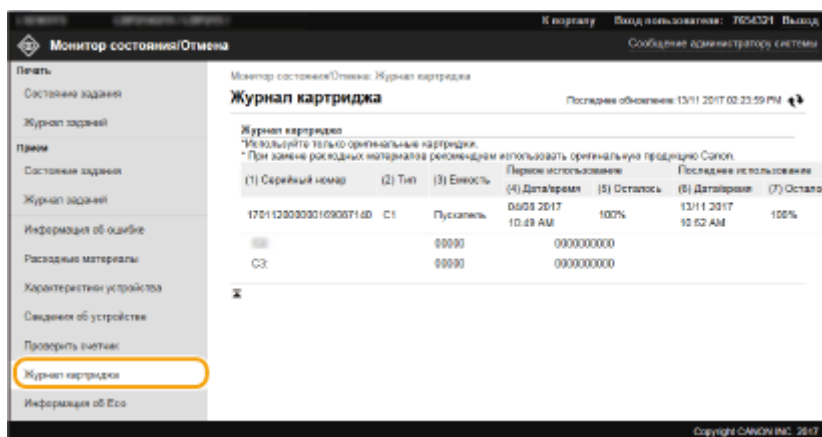 К порталу Вход пользователя: 7654321 Выход
Монитор состояния/Отмена Сообщение администратору системы
Печать
Состояние задания
Журнал заданий
Прием
Состояние задания
Журнал заданий
Информация об ошибке
Расходные материалы
Характеристики устройства
Сведения об устройстве
Проверить счетчик
Журнал картриджа
Информация об Eco
Монитор состояния/Отмена: Журнал картриджа
Журнал картриджа Последнее обновление: 13/11 2017 02:23:59 PM
Журнал картриджа
*Используйте только оригинальные картриджи.
* При замене расходных материалов рекомендуем использовать оригинальную продукцию Canon.
Первое использование Последнее использование
(1) Серийный номер (2) Тип (3) Емкость (4) Дата/время (5) Осталось (6) Дата/время (7) Остало
04/08 2017 13/11 2017
C1 Пускатель 100% 100%
10:49 AM 10:52 AM
00000 0000000000
C3: 00000 0000000000
Copyright CANON INC. 2017